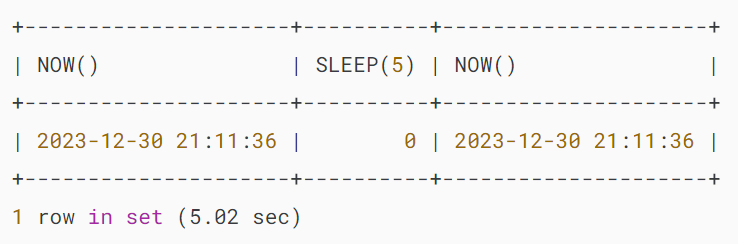 +---------------------+----------+---------------------+
| NOW()               | SLEEP(5) | NOW()               |
+---------------------+----------+---------------------+
| 2023-12-30 21:11:36 |        0 | 2023-12-30 21:11:36 |
+---------------------+----------+---------------------+
1 row in set (5.02 sec)